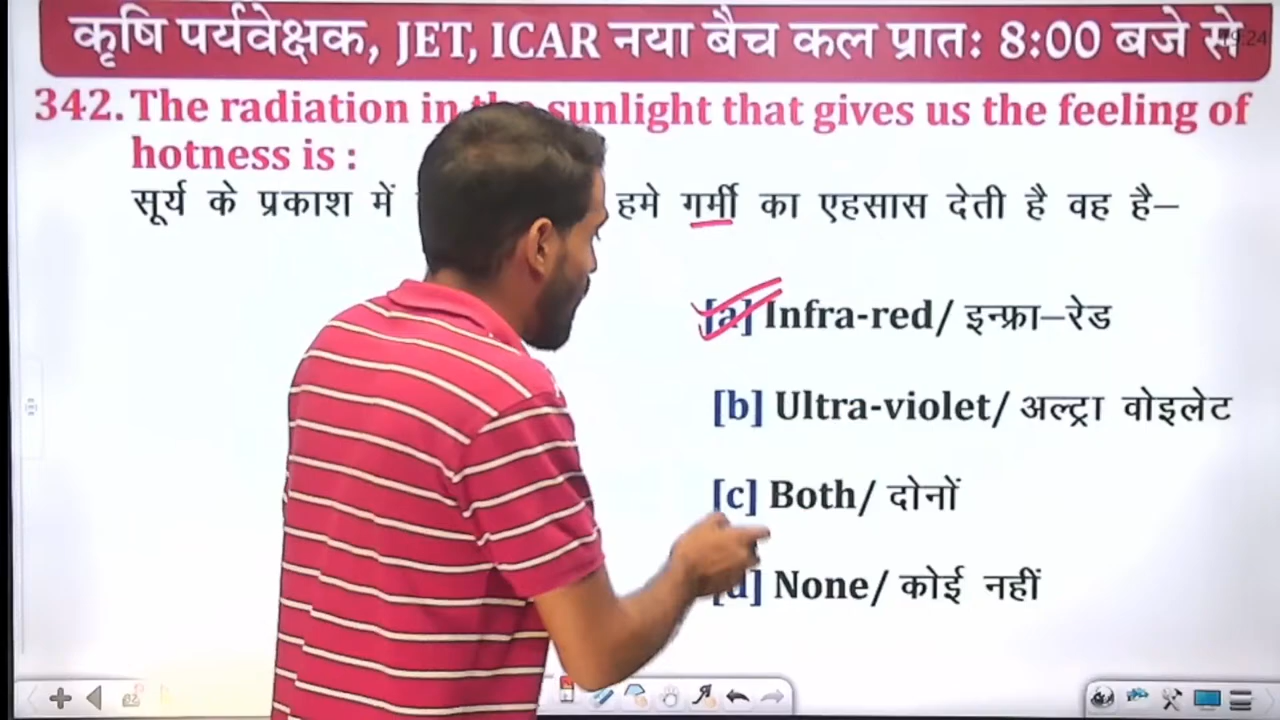 कृषि पर्यवेक्षक, JET, ICAR नया बैच कल प्रातः 8:00 बजे से
342. The radiation in the sunlight that gives us the feeling of
hotness is :
सूर्य के प्रकाश में हमे गर्मी का एहसास देती है वह है–
[a] Infra-red/ इन्फ्रा–रेड
[b] Ultra-violet/ अल्ट्रा वोइलेट
[c] Both/ दोनों
[d] None/ कोई नहीं